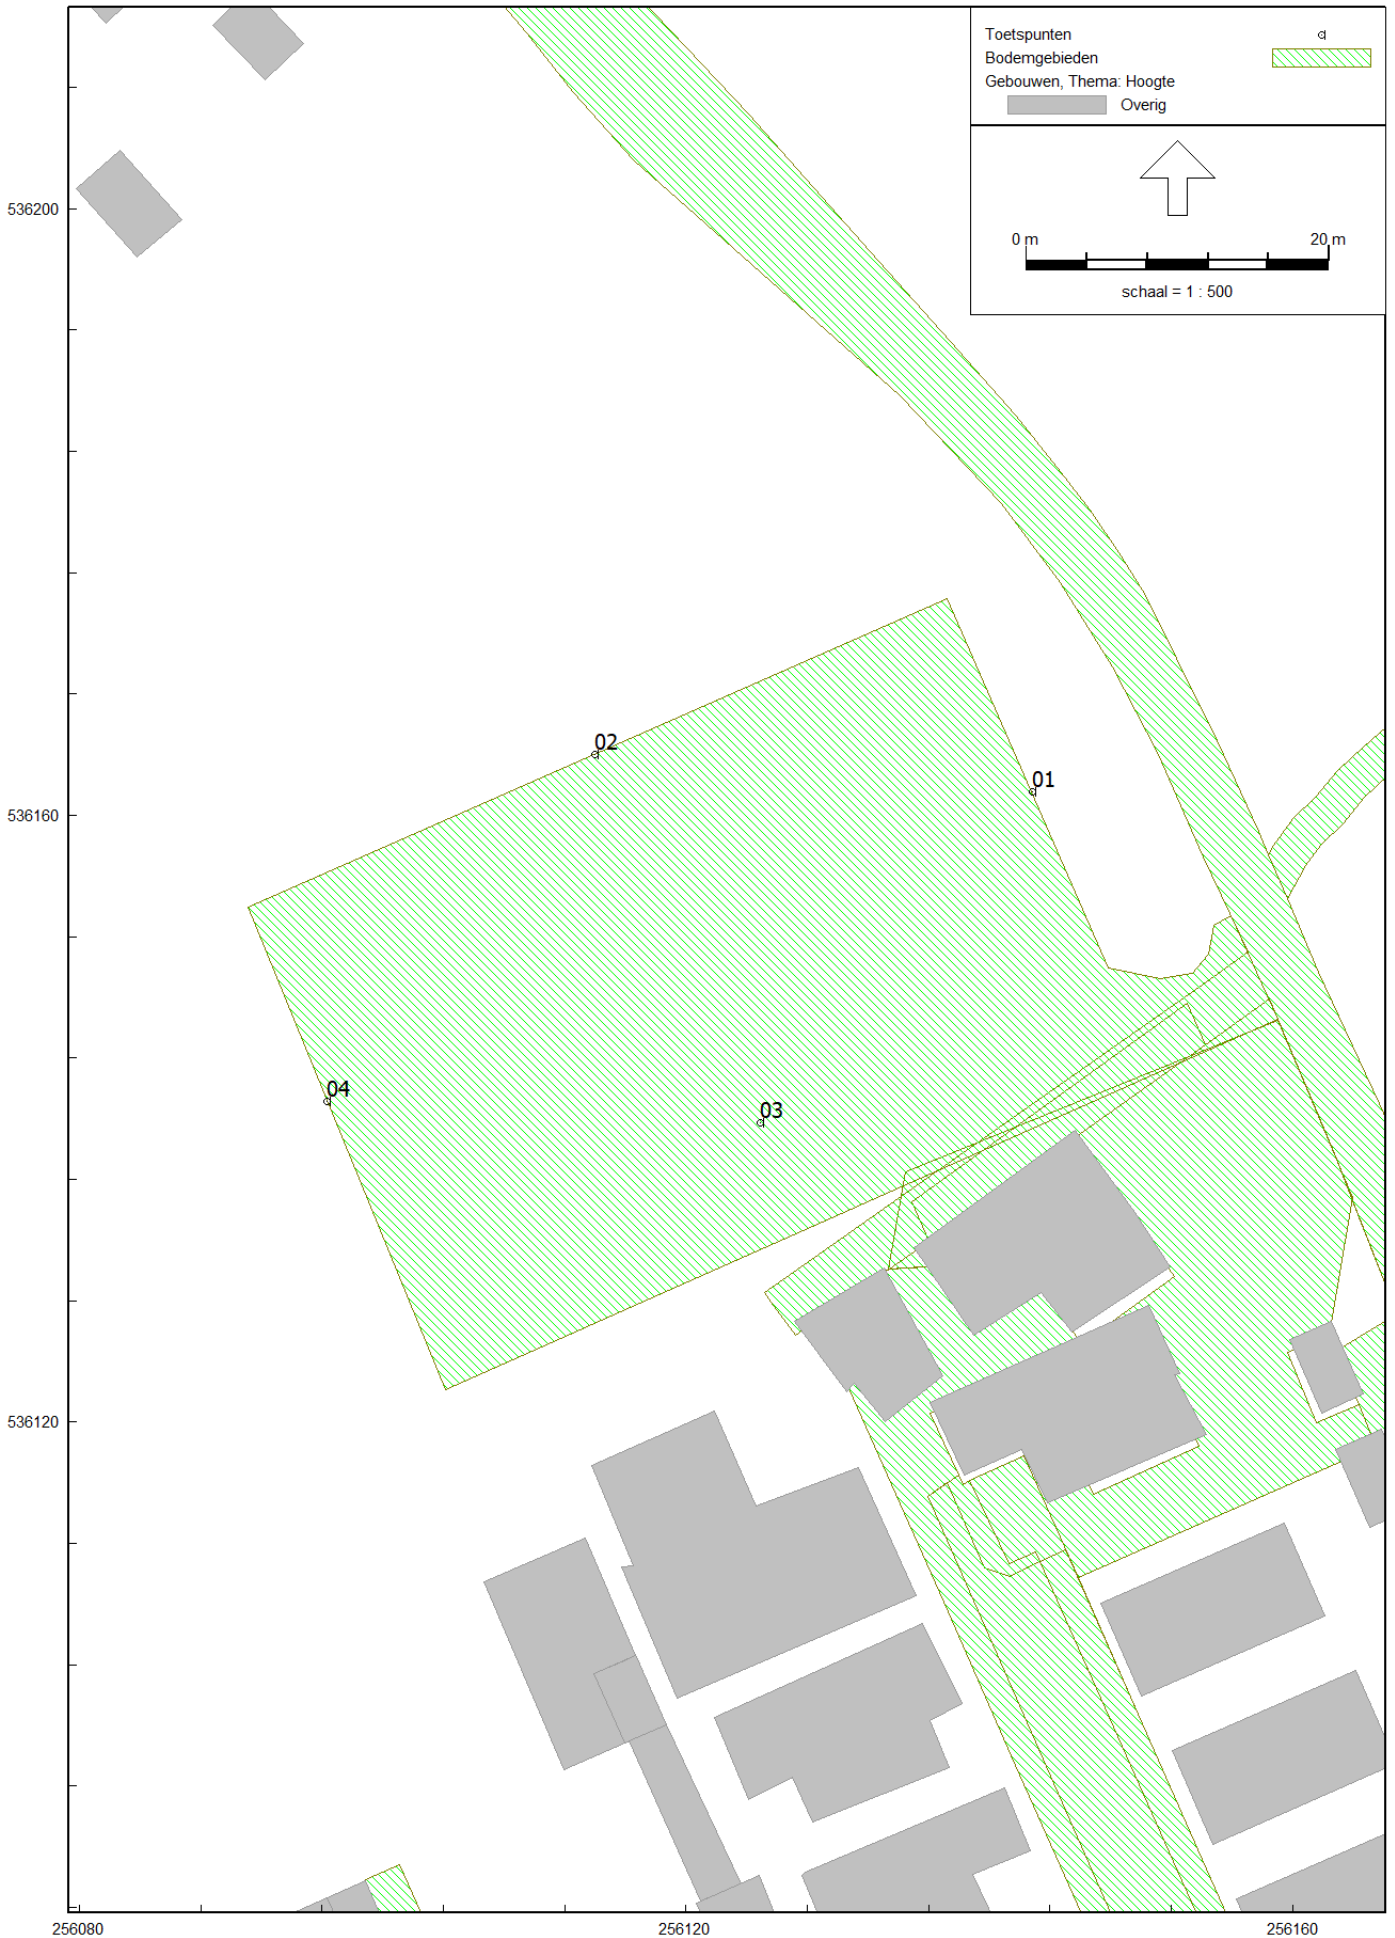 Toetspunten
Bodemgebieden
Gebouwen, Thema: Hoogte
Overig
0 m 20 m
schaal = 1 : 500
536200
02
01
536160
04
03
536120
256080 256120 256160